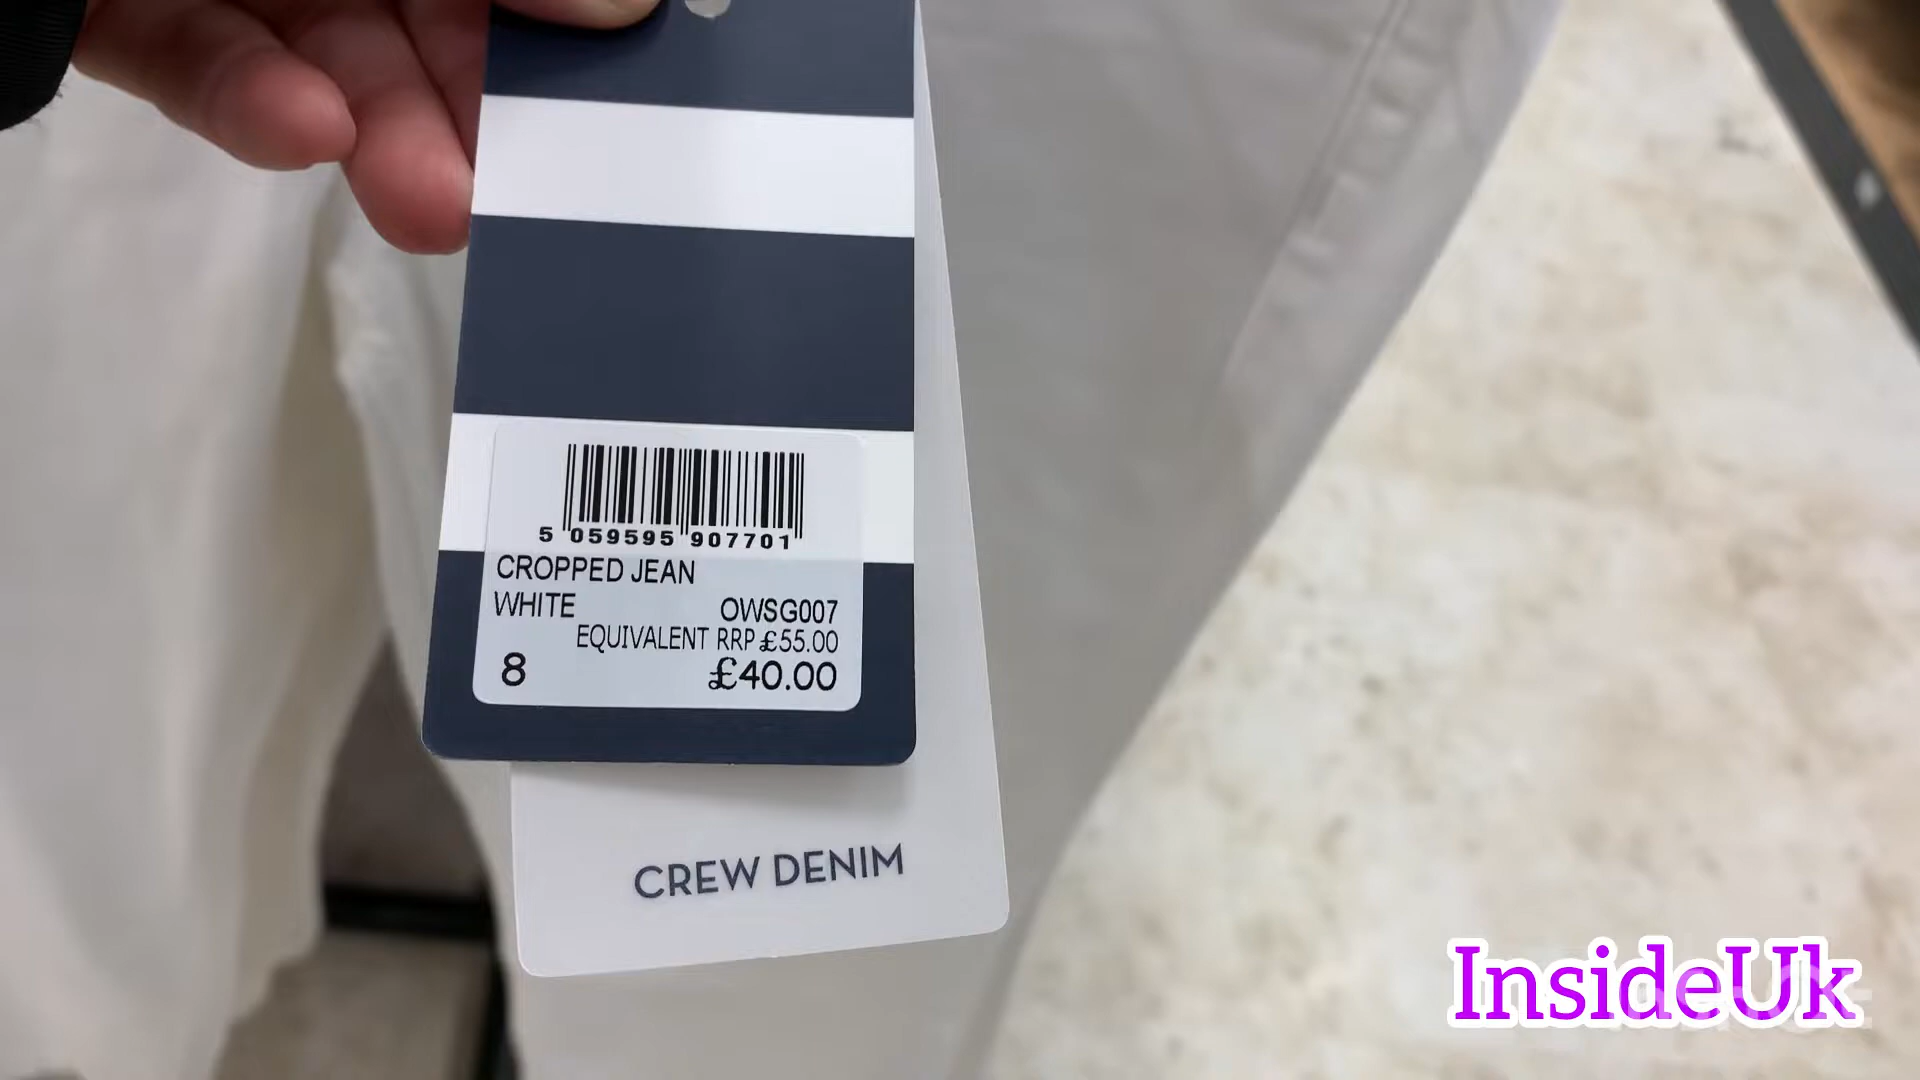 5 059595 907701
CROPPED JEAN
WHITE OWSG007
EQUIVALENT RRP £55.00
8 £40.00
CREW DENIM
InsideUk